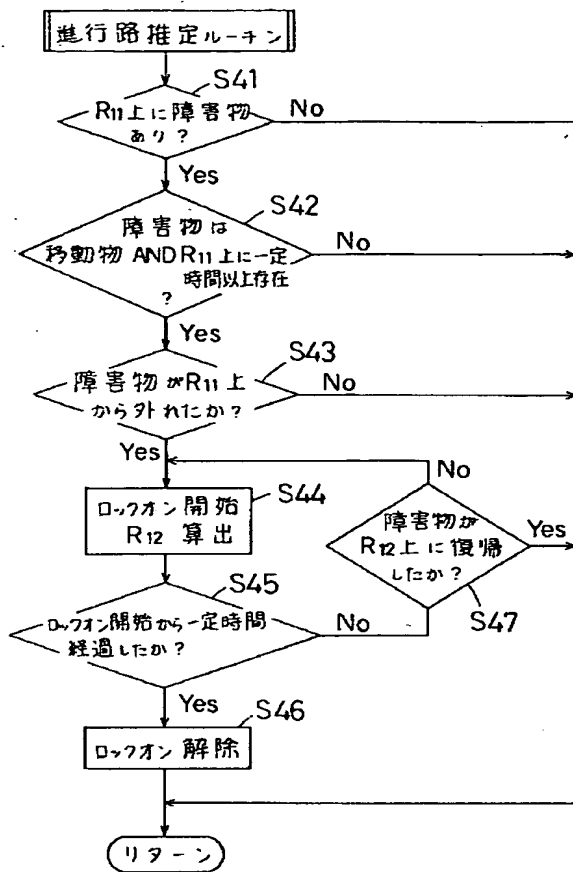 進行路推定ルーチン
S41
R11上に障害物
あり?
No
Yes
S42
障害物は
移動物 AND R11上に一定
時間以上存在
?
No
Yes
S43
障害物がR11上
から外れたか?
No
Yes
No
ロックオン開始
R12 算出
S44
障害物が
R12上に復帰
したか?
Yes
S45
ロックオン開始から一定時間
経過したか?
No
S47
Yes
S46
ロックオン 解除
リターン